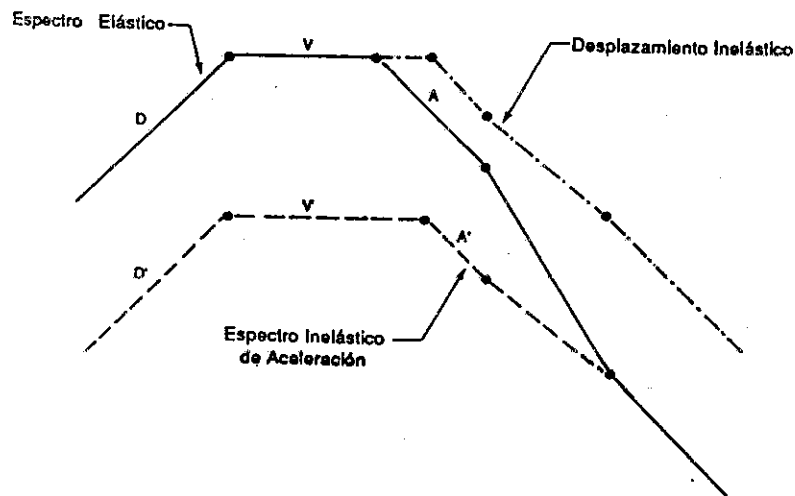 Espectro Elástico
V
Desplazamiento Inelástico
A
D
V'
A'
D'
Espectro Inelástico
de Aceleración